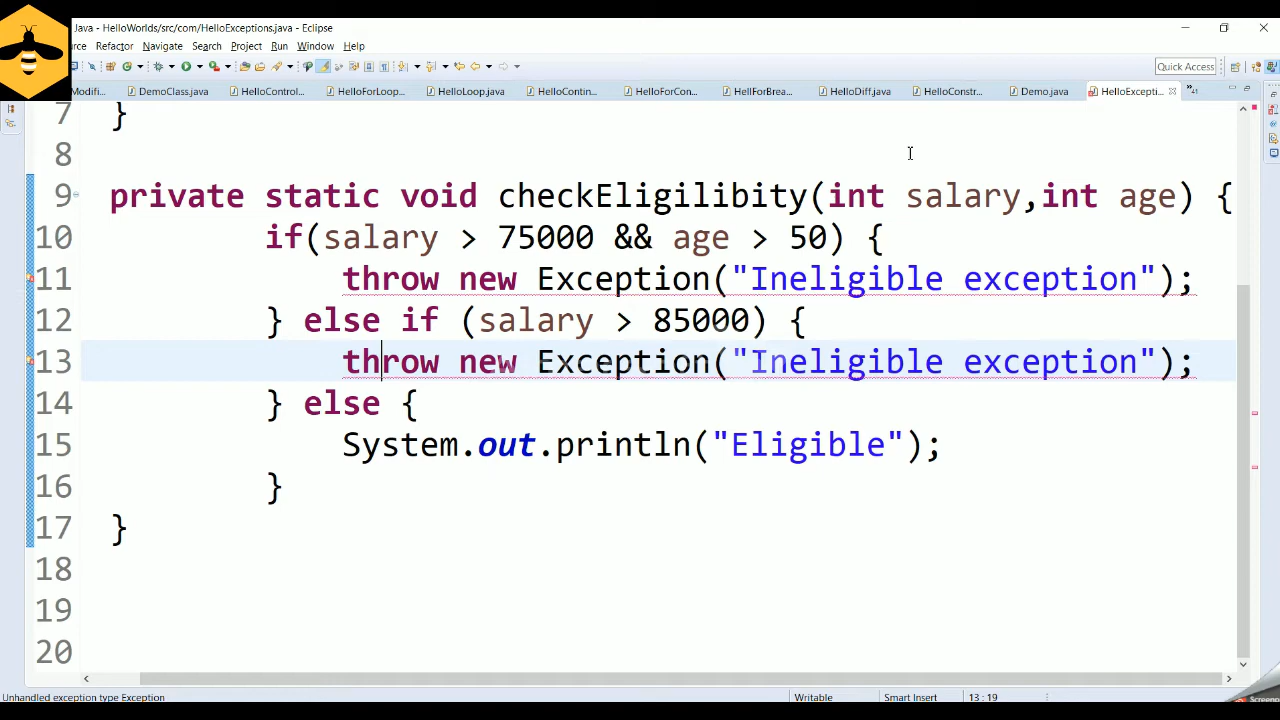 Java - HelloWorlds/src/com/HelloExceptions.java - Eclipse
Refactor Navigate Search Project Run Window Help
Quick Access
Modifi... DemoClass.java HelloControl... HelloForLoop... HelloLoop.java HelloContin... HelloForCon... HellForBrea... HelloDiff.java HelloConstr... Demo.java HelloExcepti...
7 }
8
9 private static void checkEligilibity(int salary,int age) {
10 if(salary > 75000 && age > 50) {
11 throw new Exception("Ineligible exception");
12 } else if (salary > 85000) {
13 throw new Exception("Ineligible exception");
14 } else {
15 System.out.println("Eligible");
16 }
17 }
18
19
20
Unhandled exception type Exception Writable Smart Insert 13 : 19